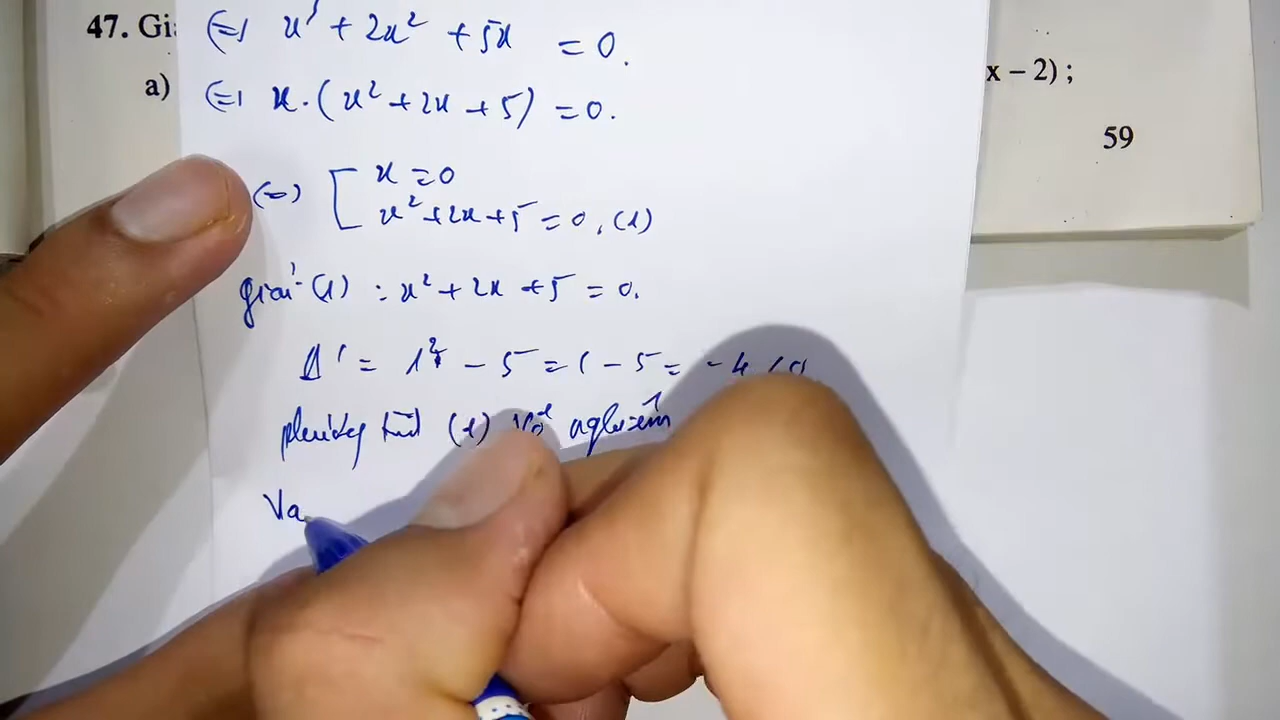 47. Gi
a)
x – 2) ;
59
⇔ x³ + 2x² + 5x = 0.
⇔ x.(x² + 2x + 5) = 0.
⇔ [ x = 0
x² + 2x + 5 = 0. (1)
giải (1) : x² + 2x + 5 = 0.
Δ' = 1² - 5 = 1 - 5 = -4 < 0
phương trình (1) vô nghiệm
Va